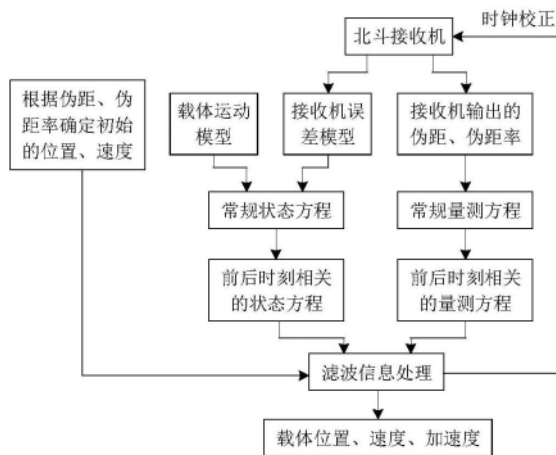 时钟校正
北斗接收机
根据伪距、伪
距率确定初始
的位置、速度
载体运动
模型
接收机误
差模型
接收机输出的
伪距、伪距率
常规状态方程
常规量测方程
前后时刻相关
的状态方程
前后时刻相关
的量测方程
滤波信息处理
载体位置、速度、加速度